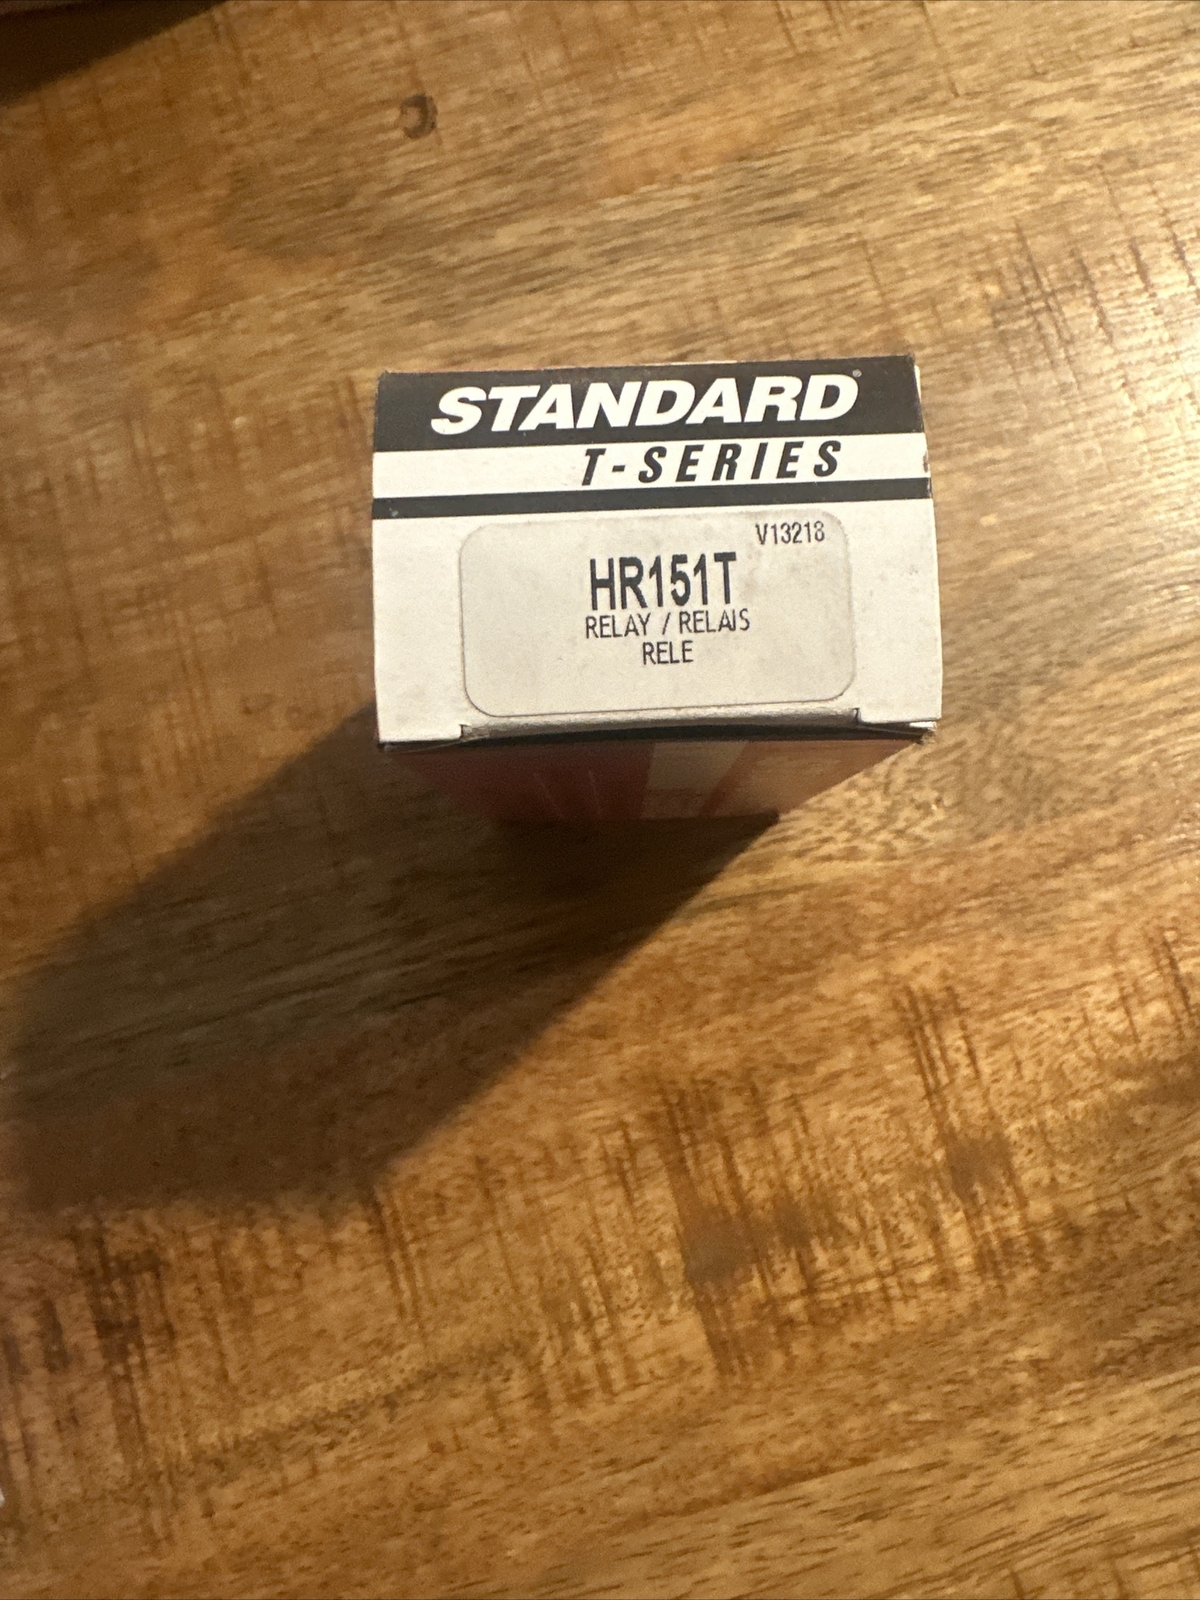 STANDARD®
T-SERIES
V13218
HR151T
RELAY / RELAIS
RELE